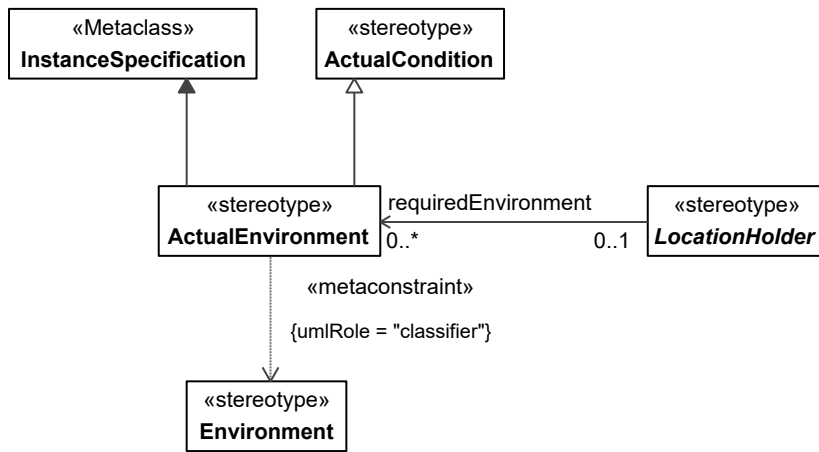 «Metaclass»
InstanceSpecification
«stereotype»
ActualCondition
«stereotype»
ActualEnvironment
requiredEnvironment
0..*
0..1
«stereotype»
LocationHolder
«metaconstraint»
{umlRole = "classifier"}
«stereotype»
Environment